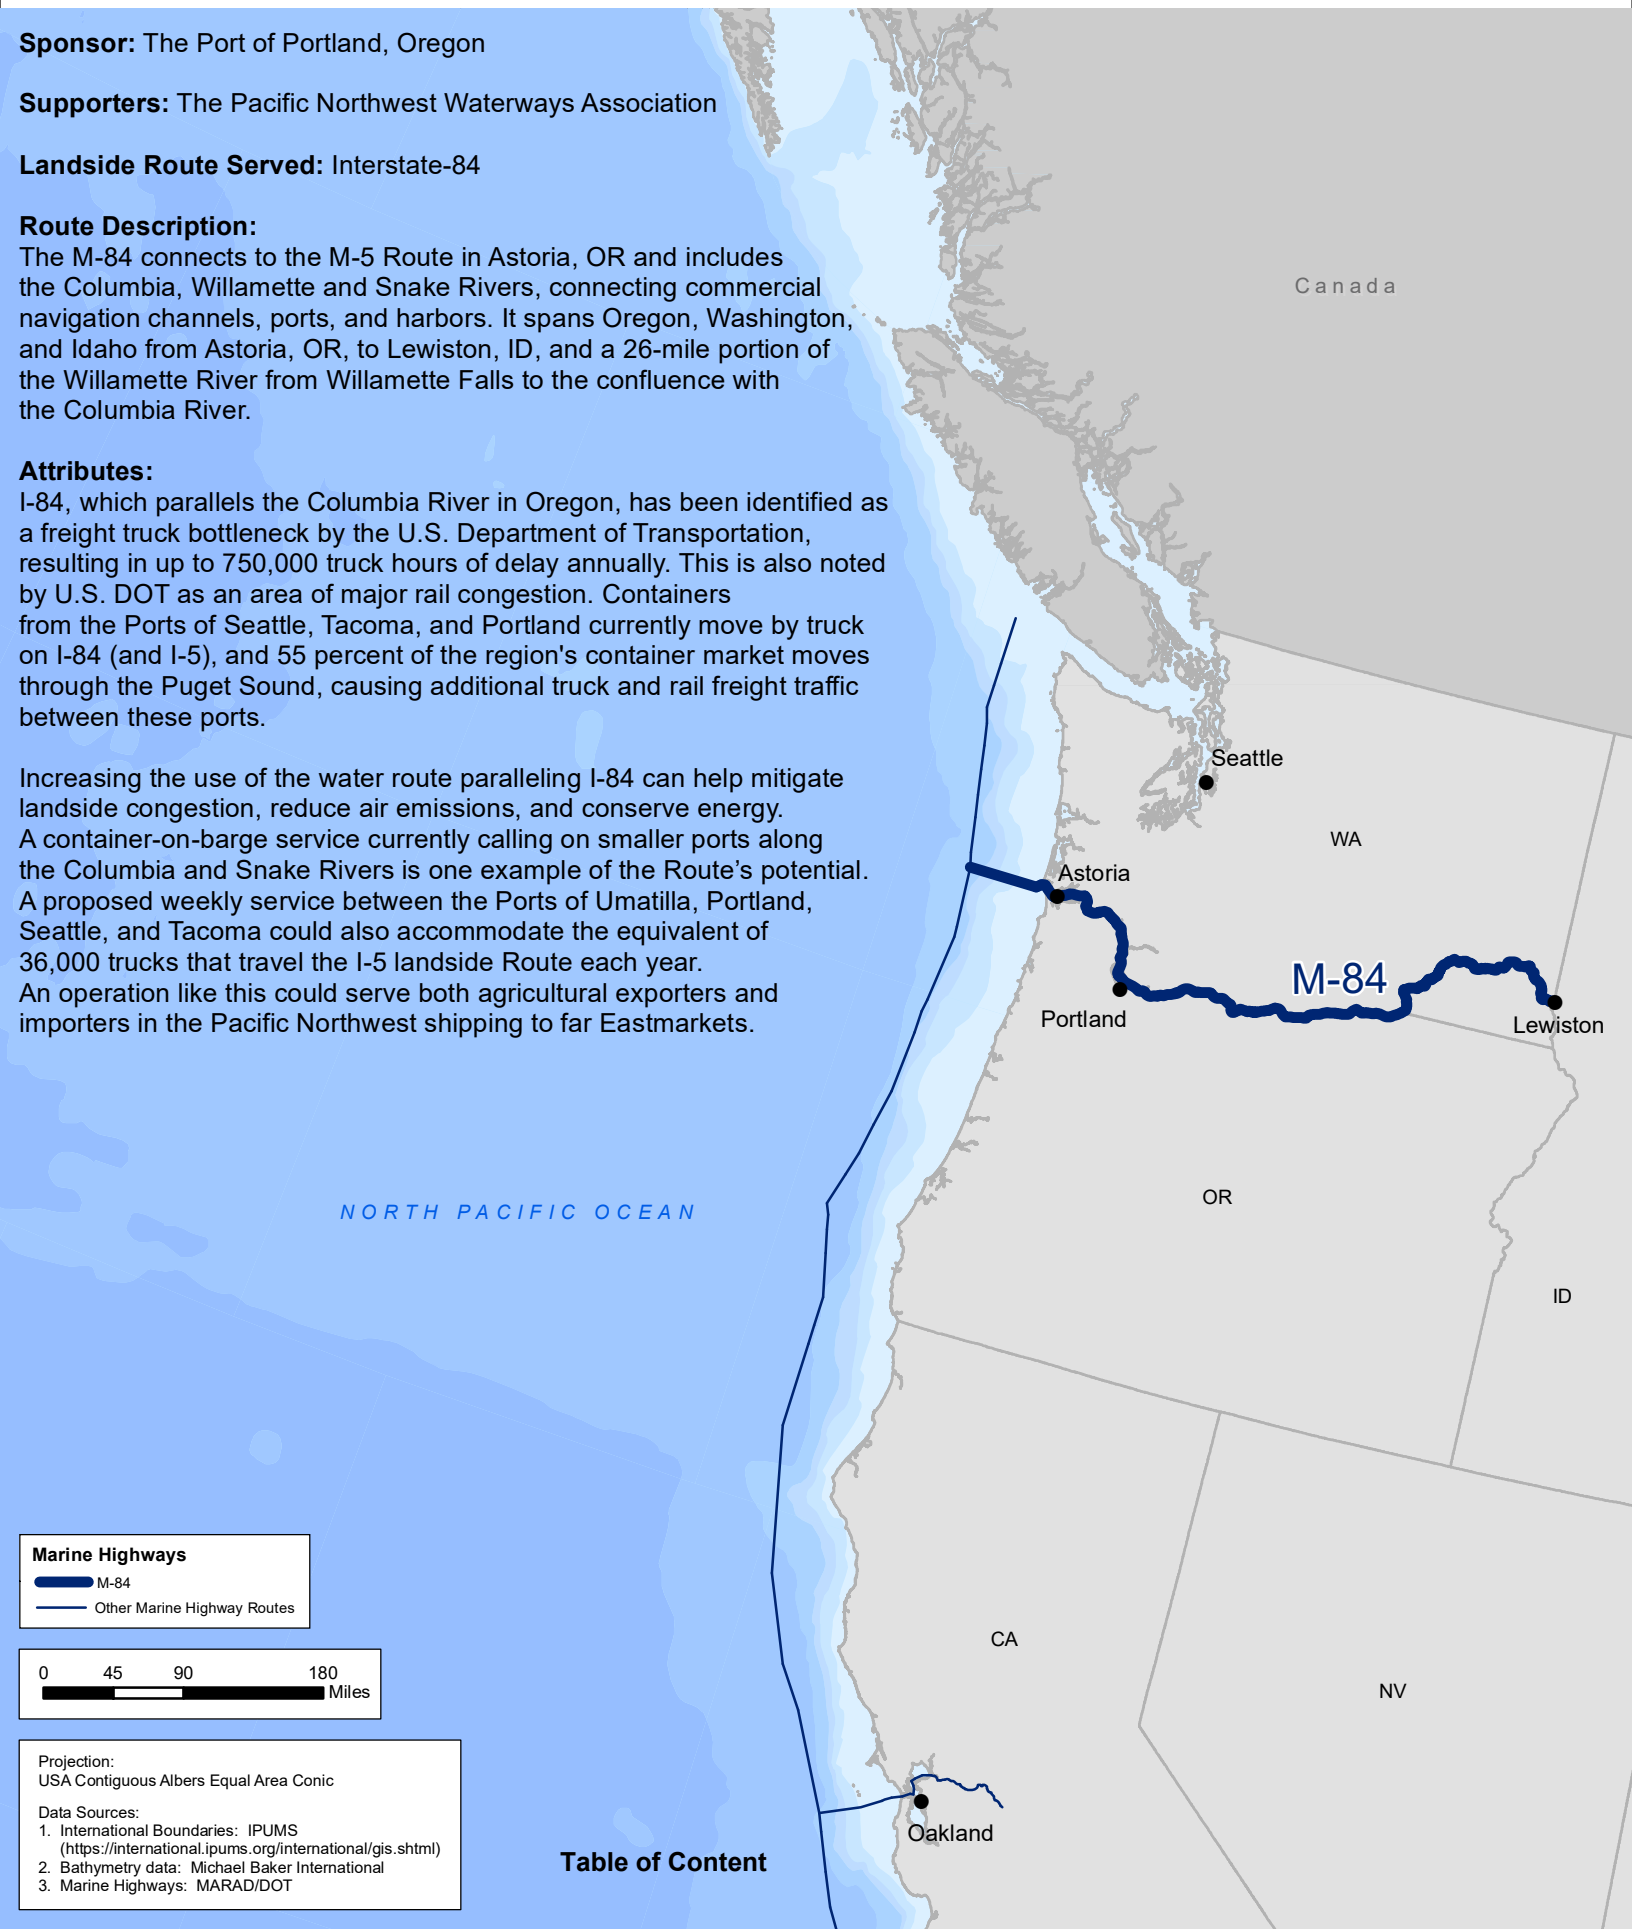 Sponsor: The Port of Portland, Oregon
Supporters: The Pacific Northwest Waterways Association
Landside Route Served: Interstate-84
Route Description:
The M-84 connects to the M-5 Route in Astoria, OR and includes
the Columbia, Willamette and Snake Rivers, connecting commercial
navigation channels, ports, and harbors. It spans Oregon, Washington,
and Idaho from Astoria, OR, to Lewiston, ID, and a 26-mile portion of
the Willamette River from Willamette Falls to the confluence with
the Columbia River.
Attributes:
I-84, which parallels the Columbia River in Oregon, has been identified as
a freight truck bottleneck by the U.S. Department of Transportation,
resulting in up to 750,000 truck hours of delay annually. This is also noted
by U.S. DOT as an area of major rail congestion. Containers
from the Ports of Seattle, Tacoma, and Portland currently move by truck
on I-84 (and I-5), and 55 percent of the region's container market moves
through the Puget Sound, causing additional truck and rail freight traffic
between these ports.
Increasing the use of the water route paralleling I-84 can help mitigate
landside congestion, reduce air emissions, and conserve energy.
A container-on-barge service currently calling on smaller ports along
the Columbia and Snake Rivers is one example of the Route’s potential.
A proposed weekly service between the Ports of Umatilla, Portland,
Seattle, and Tacoma could also accommodate the equivalent of
36,000 trucks that travel the I-5 landside Route each year.
An operation like this could serve both agricultural exporters and
importers in the Pacific Northwest shipping to far Eastmarkets.
Canada
Seattle
WA
Astoria
M-84
Portland
Lewiston
NORTH PACIFIC OCEAN
OR
ID
CA
NV
Oakland
Marine Highways
M-84
Other Marine Highway Routes
0 45 90 180
Miles
Projection:
USA Contiguous Albers Equal Area Conic
Data Sources:
1. International Boundaries: IPUMS
(https://international.ipums.org/international/gis.shtml)
2. Bathymetry data: Michael Baker International
3. Marine Highways: MARAD/DOT
Table of Content